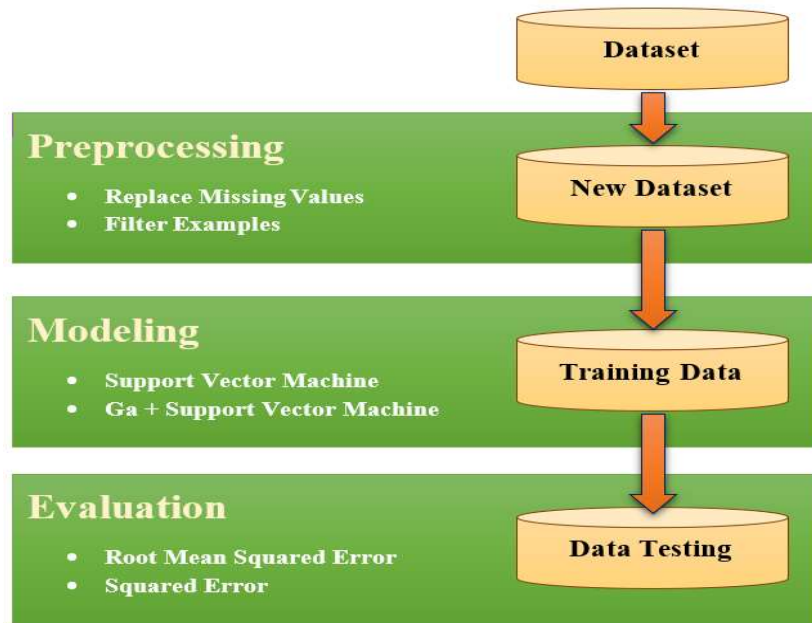 Dataset
Preprocessing
• Replace Missing Values
• Filter Examples
New Dataset
Modeling
• Support Vector Machine
• Ga + Support Vector Machine
Training Data
Evaluation
• Root Mean Squared Error
• Squared Error
Data Testing